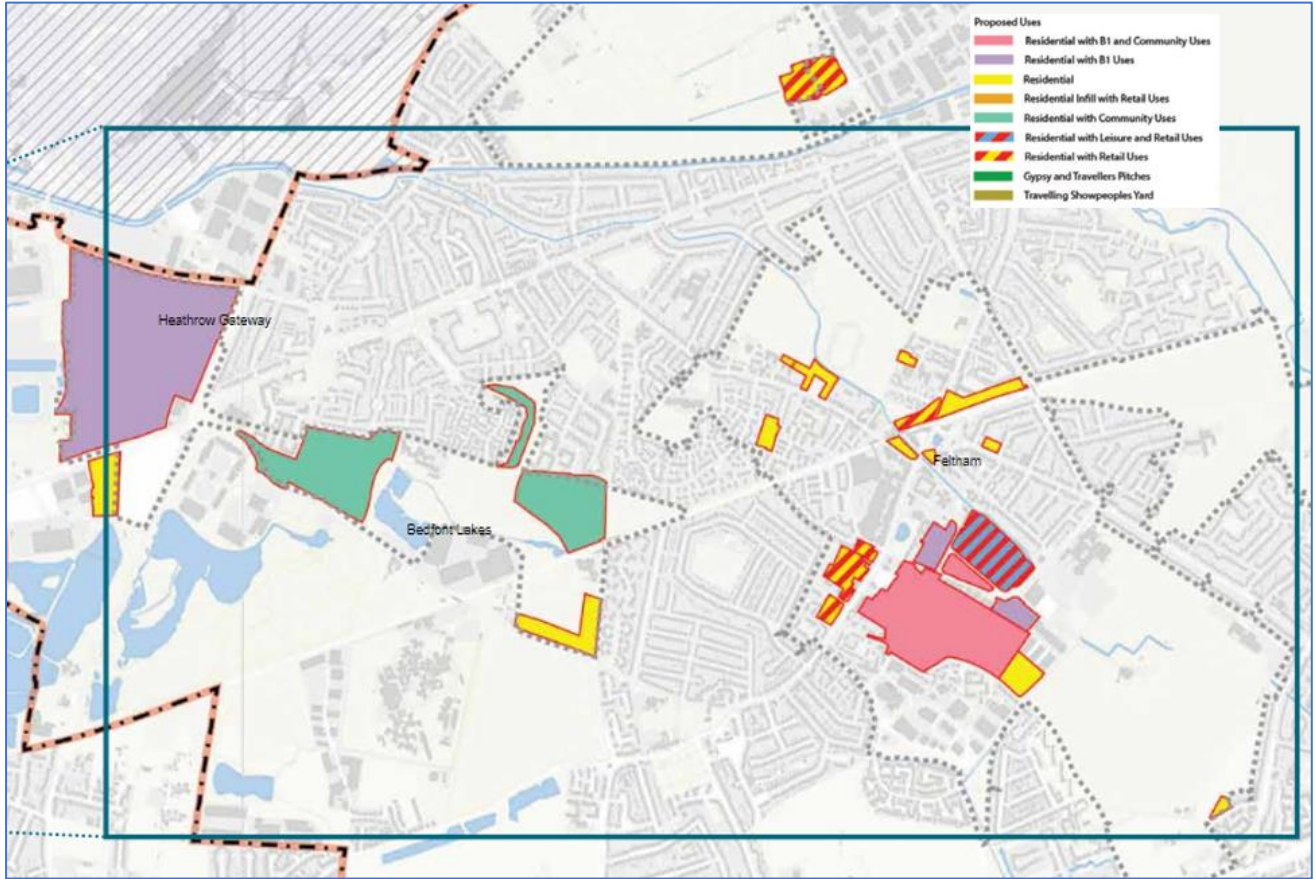 Proposed Uses
Residential with B1 and Community Uses
Residential with B1 Uses
Residential
Residential Infill with Retail Uses
Residential with Community Uses
Residential with Leisure and Retail Uses
Residential with Retail Uses
Gypsy and Travellers Pitches
Travelling Showpeoples Yard
Heathrow Gateway
Feltham
Bedfont Lakes